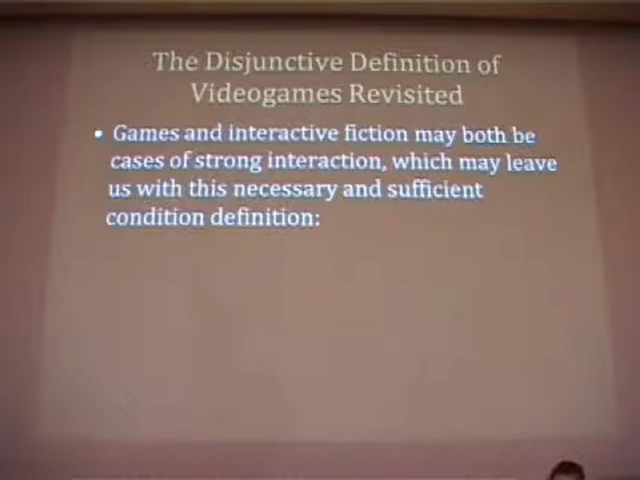 The Disjunctive Definition of
Videogames Revisited
• Games and interactive fiction may both be
cases of strong interaction, which may leave
us with this necessary and sufficient
condition definition: